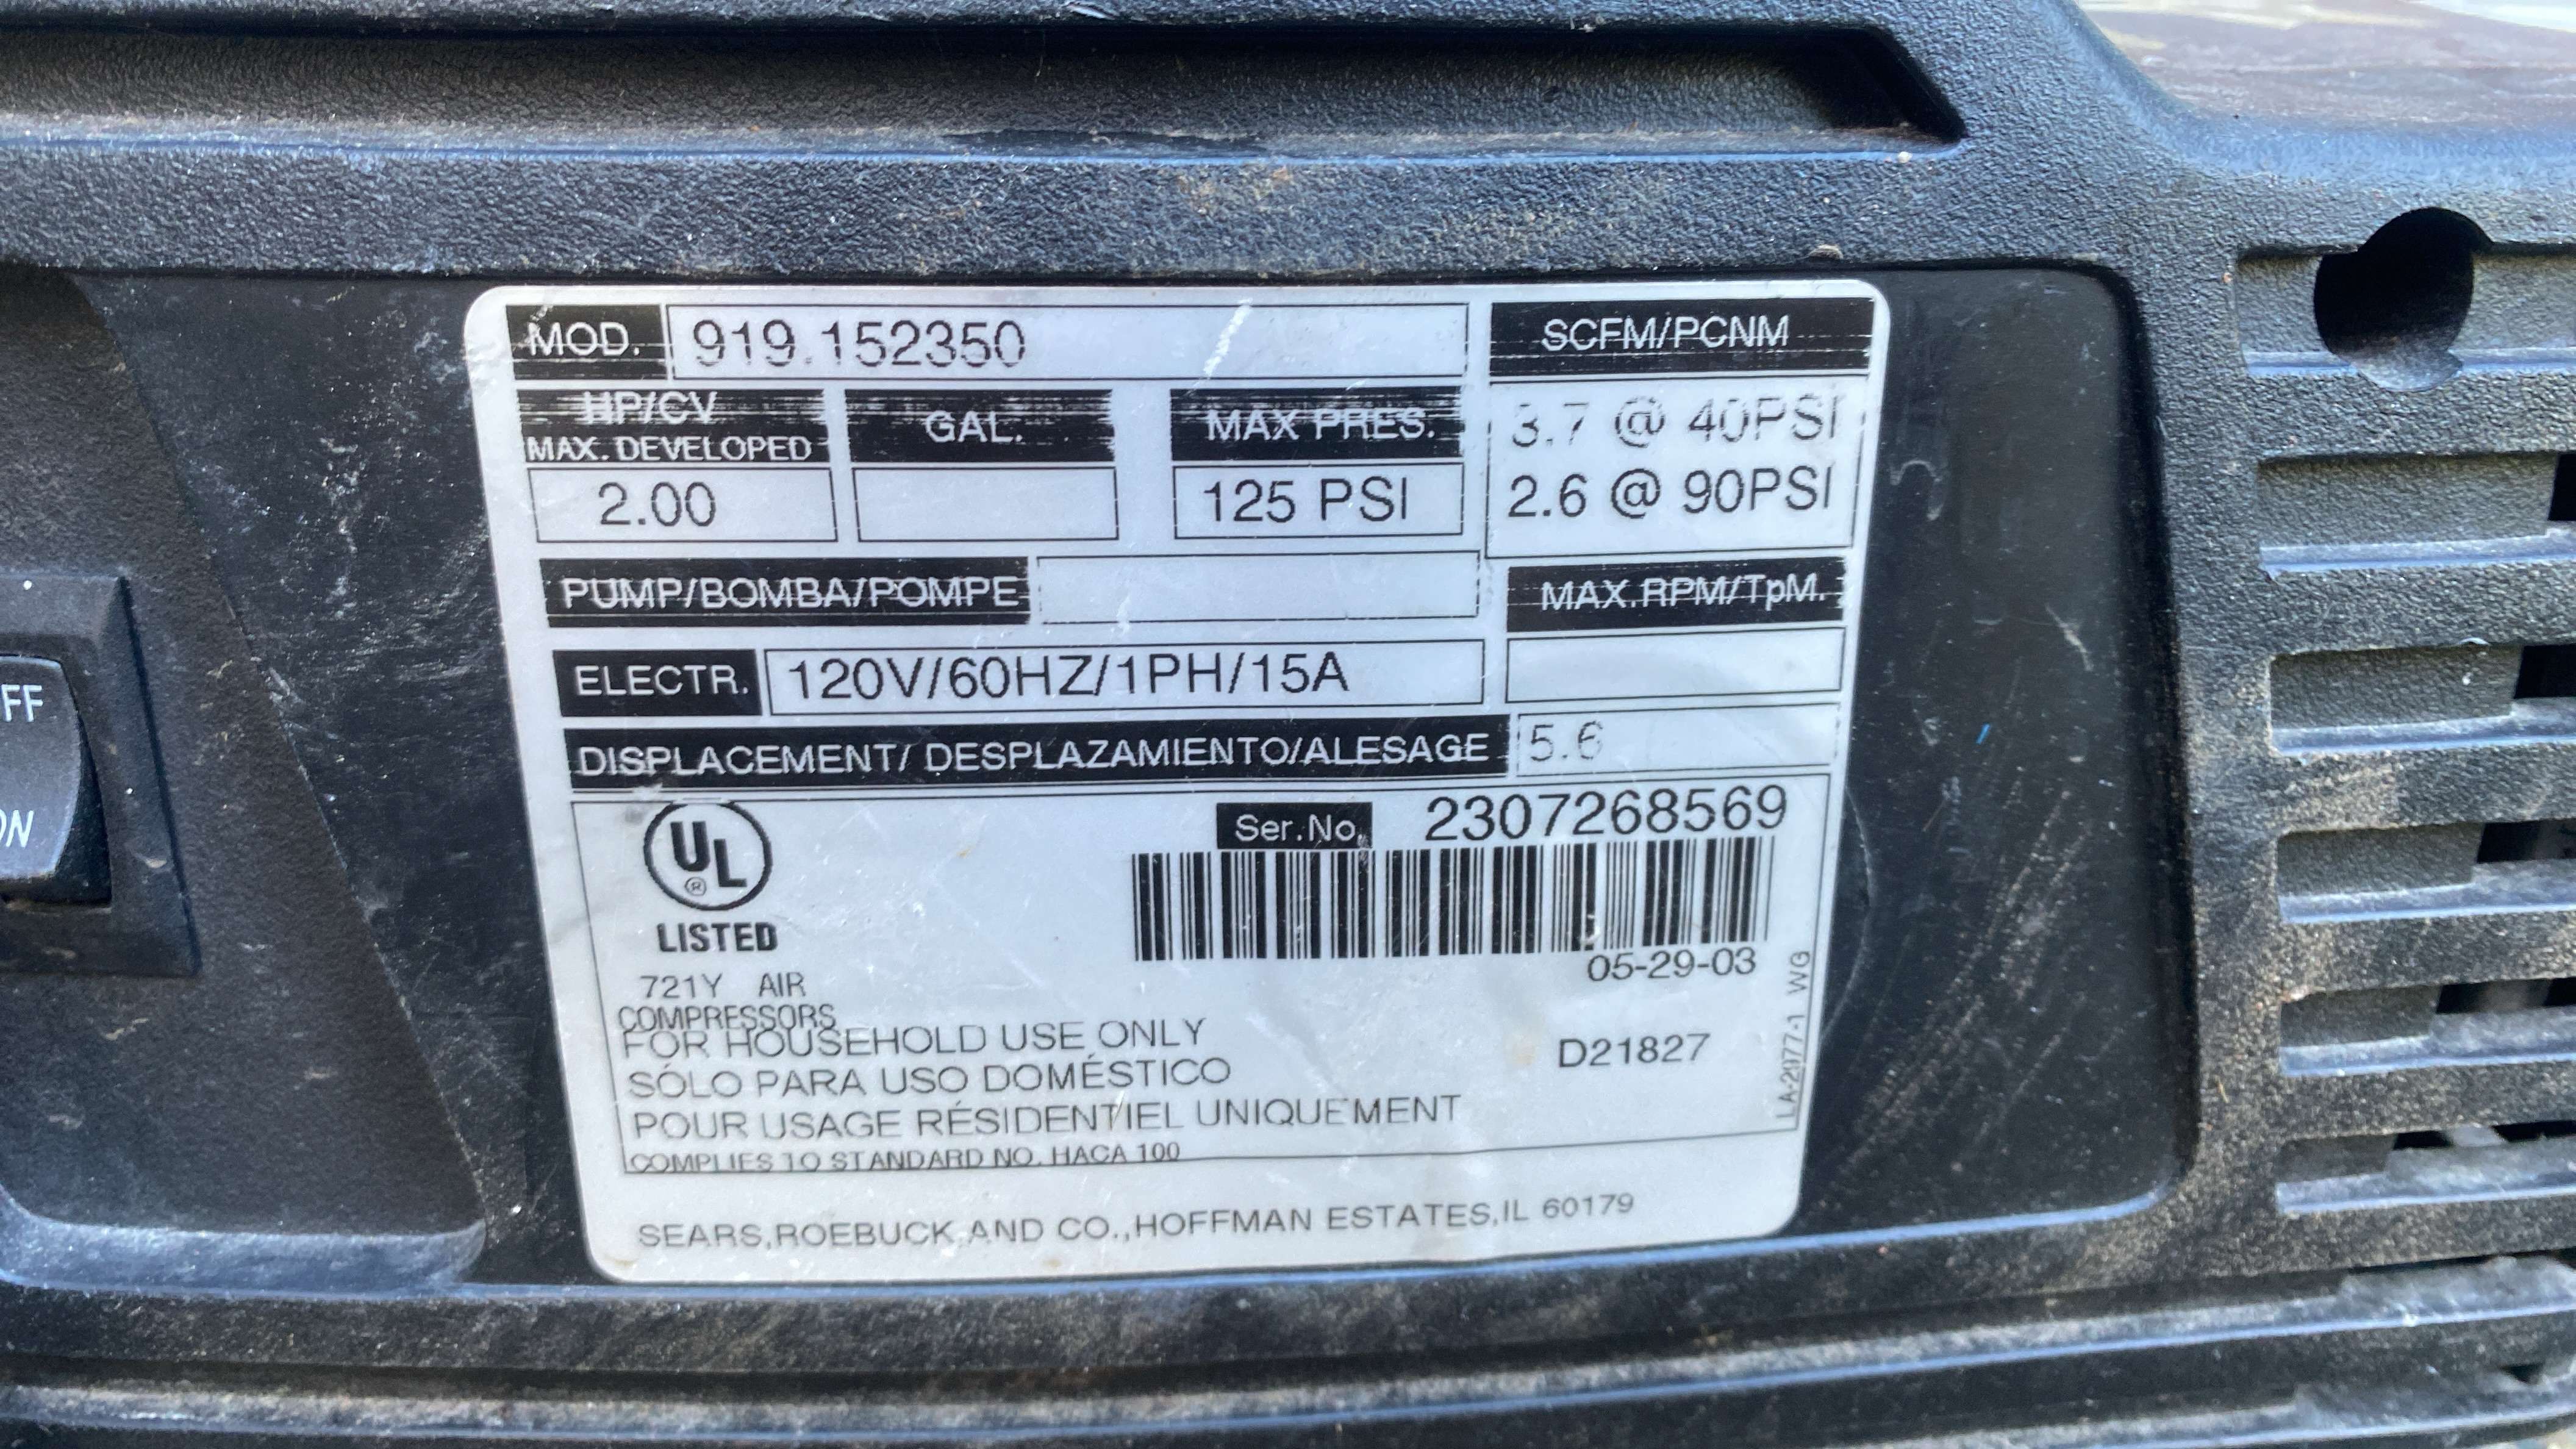 MOD. 919.152350
SCFM/PCNM
HP/CV
MAX. DEVELOPED
GAL.
MAX PRES.
3.7 @ 40PSI
2.00
125 PSI
2.6 @ 90PSI
PUMP/BOMBA/POMPE
MAX.RPM/TpM.
ELECTR. 120V/60HZ/1PH/15A
DISPLACEMENT/ DESPLAZAMIENTO/ALESAGE 5.6
FF
ON
UL
®
LISTED
Ser.No. 2307268569
05-29-03
721Y AIR
COMPRESSORS
FOR HOUSEHOLD USE ONLY
SÓLO PARA USO DOMÉSTICO
POUR USAGE RÉSIDENTIEL UNIQUEMENT
COMPLIES TO STANDARD NO. HACA 100
D21827
WG
SEARS,ROEBUCK AND CO.,HOFFMAN ESTATES,IL 60179